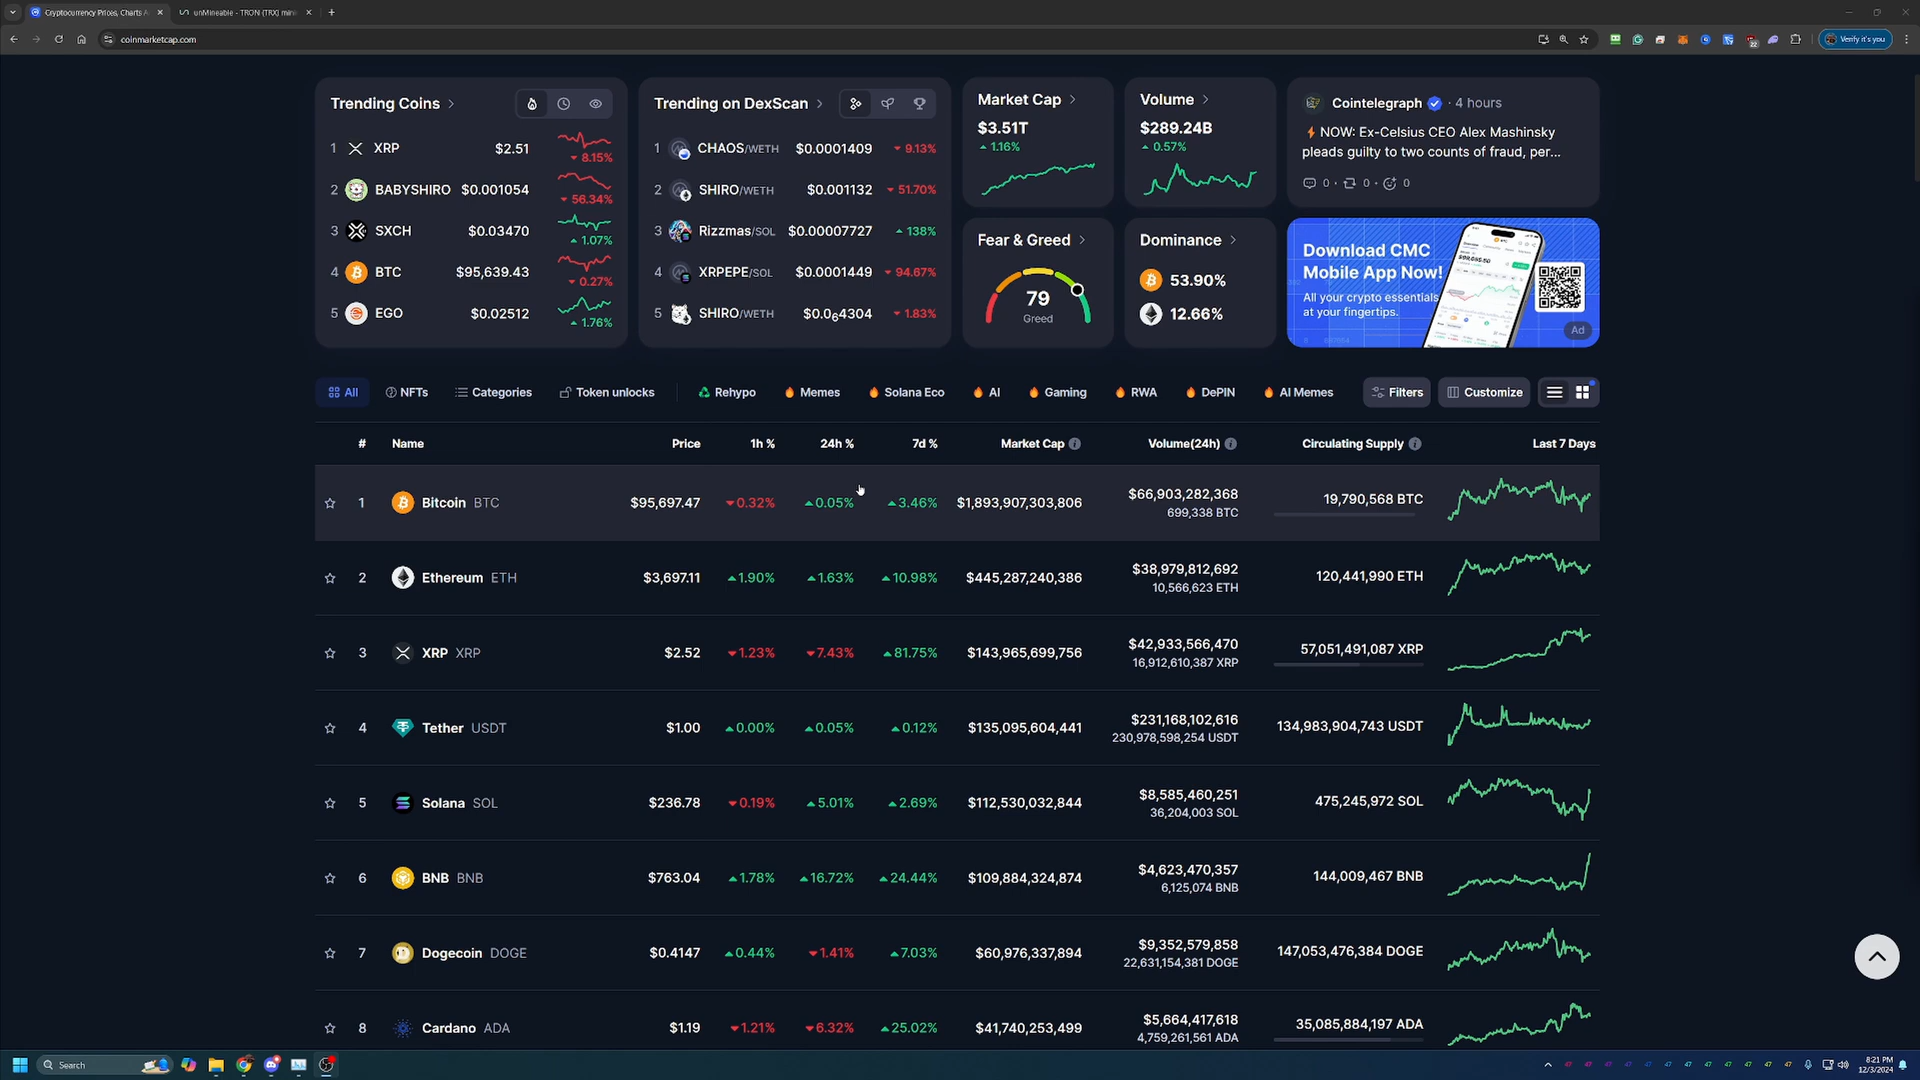 Cryptocurrency Prices, Charts A
unMineable - TRON (TRX) min
coinmarketcap.com
22
Verify it's you
Trending Coins
1 XRP $2.51 8.15%
2 BABYSHIRO $0.001054 56.34%
3 SXCH $0.03470 1.07%
4 BTC $95,639.43 0.27%
5 EGO $0.02512 1.76%
Trending on DexScan
1 CHAOS/WETH $0.0001409 9.13%
2 SHIRO/WETH $0.001132 51.70%
3 Rizzmas/SOL $0.00007727 138%
4 XRPEPE/SOL $0.0001449 94.67%
5 SHIRO/WETH $0.0₆4304 1.83%
Market Cap
$3.51T
1.16%
Volume
$289.24B
0.57%
Fear & Greed
79
Greed
Dominance
53.90%
12.66%
Cointelegraph · 4 hours
NOW: Ex-Celsius CEO Alex Mashinsky
pleads guilty to two counts of fraud, per...
0 · 0 · 0
Download CMC
Mobile App Now!
All your crypto essentials
at your fingertips.
Ad
All NFTs Categories Token unlocks Rehypo Memes Solana Eco AI Gaming RWA DePIN AI Memes Filters Customize
# Name Price 1h % 24h % 7d % Market Cap Volume(24h) Circulating Supply Last 7 Days
1 Bitcoin BTC $95,697.47 0.32% 0.05% 3.46% $1,893,907,303,806 $66,903,282,368 19,790,568 BTC
699,338 BTC
2 Ethereum ETH $3,697.11 1.90% 1.63% 10.98% $445,287,240,386 $38,979,812,692 120,441,990 ETH
10,566,623 ETH
3 XRP XRP $2.52 1.23% 7.43% 81.75% $143,965,699,756 $42,933,566,470 57,051,491,087 XRP
16,912,610,387 XRP
4 Tether USDT $1.00 0.00% 0.05% 0.12% $135,095,604,441 $231,168,102,616 134,983,904,743 USDT
230,978,598,254 USDT
5 Solana SOL $236.78 0.19% 5.01% 2.69% $112,530,032,844 $8,585,460,251 475,245,972 SOL
36,204,003 SOL
6 BNB BNB $763.04 1.78% 16.72% 24.44% $109,884,324,874 $4,623,470,357 144,009,467 BNB
6,125,074 BNB
7 Dogecoin DOGE $0.4147 0.44% 1.41% 7.03% $60,976,337,894 $9,352,579,858 147,053,476,384 DOGE
22,631,154,381 DOGE
8 Cardano ADA $1.19 1.21% 6.32% 25.02% $41,740,253,499 $5,664,417,618 35,085,884,197 ADA
4,759,261,561 ADA
Search
8:21 PM
12/3/2024